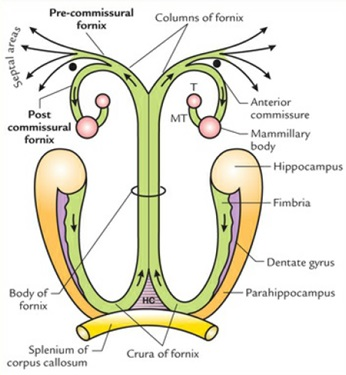 Pre-commissural
fornix
Columns of fornix
Septal areas
T
MT
Post
commissural
fornix
Anterior
commissure
Mammillary
body
Hippocampus
Fimbria
Dentate gyrus
Parahippocampus
HC
Body of
fornix
Splenium of
corpus callosum
Crura of fornix